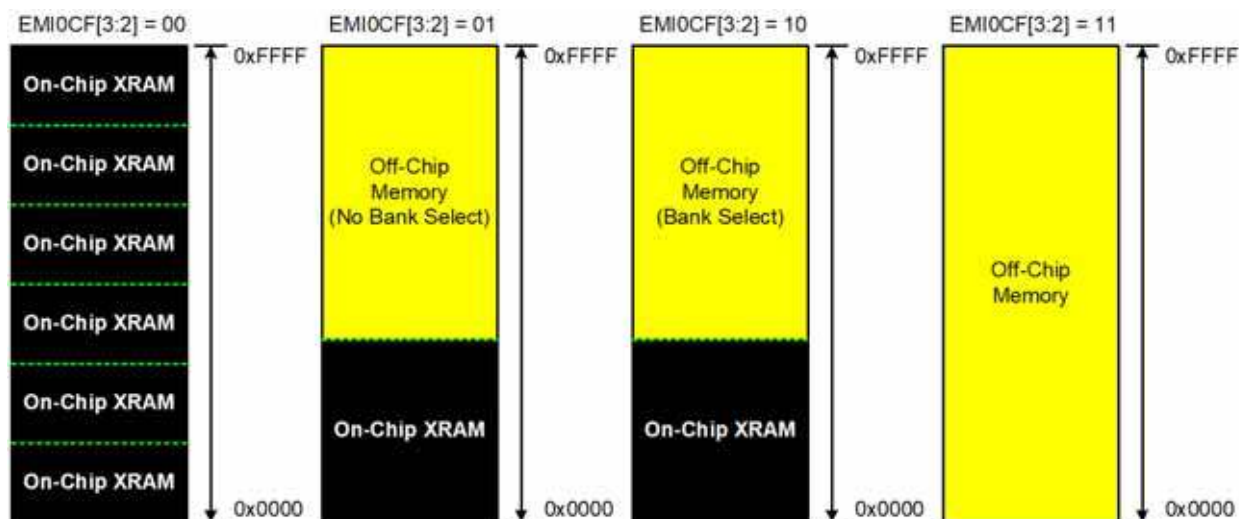 EMI0CF[3:2] = 00
EMI0CF[3:2] = 01
EMI0CF[3:2] = 10
EMI0CF[3:2] = 11
On-Chip XRAM
On-Chip XRAM
On-Chip XRAM
On-Chip XRAM
On-Chip XRAM
On-Chip XRAM
0xFFFF
0x0000
Off-Chip
Memory
(No Bank Select)
On-Chip XRAM
0xFFFF
0x0000
Off-Chip
Memory
(Bank Select)
On-Chip XRAM
0xFFFF
0x0000
Off-Chip
Memory
0xFFFF
0x0000